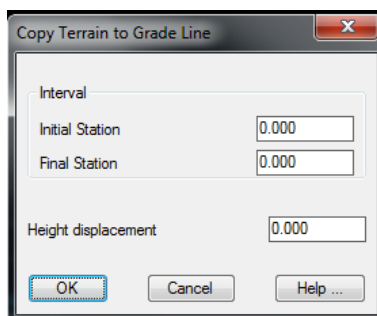 Copy Terrain to Grade Line
Interval
Initial Station 0.000
Final Station 0.000
Height displacement 0.000
OK Cancel Help ...